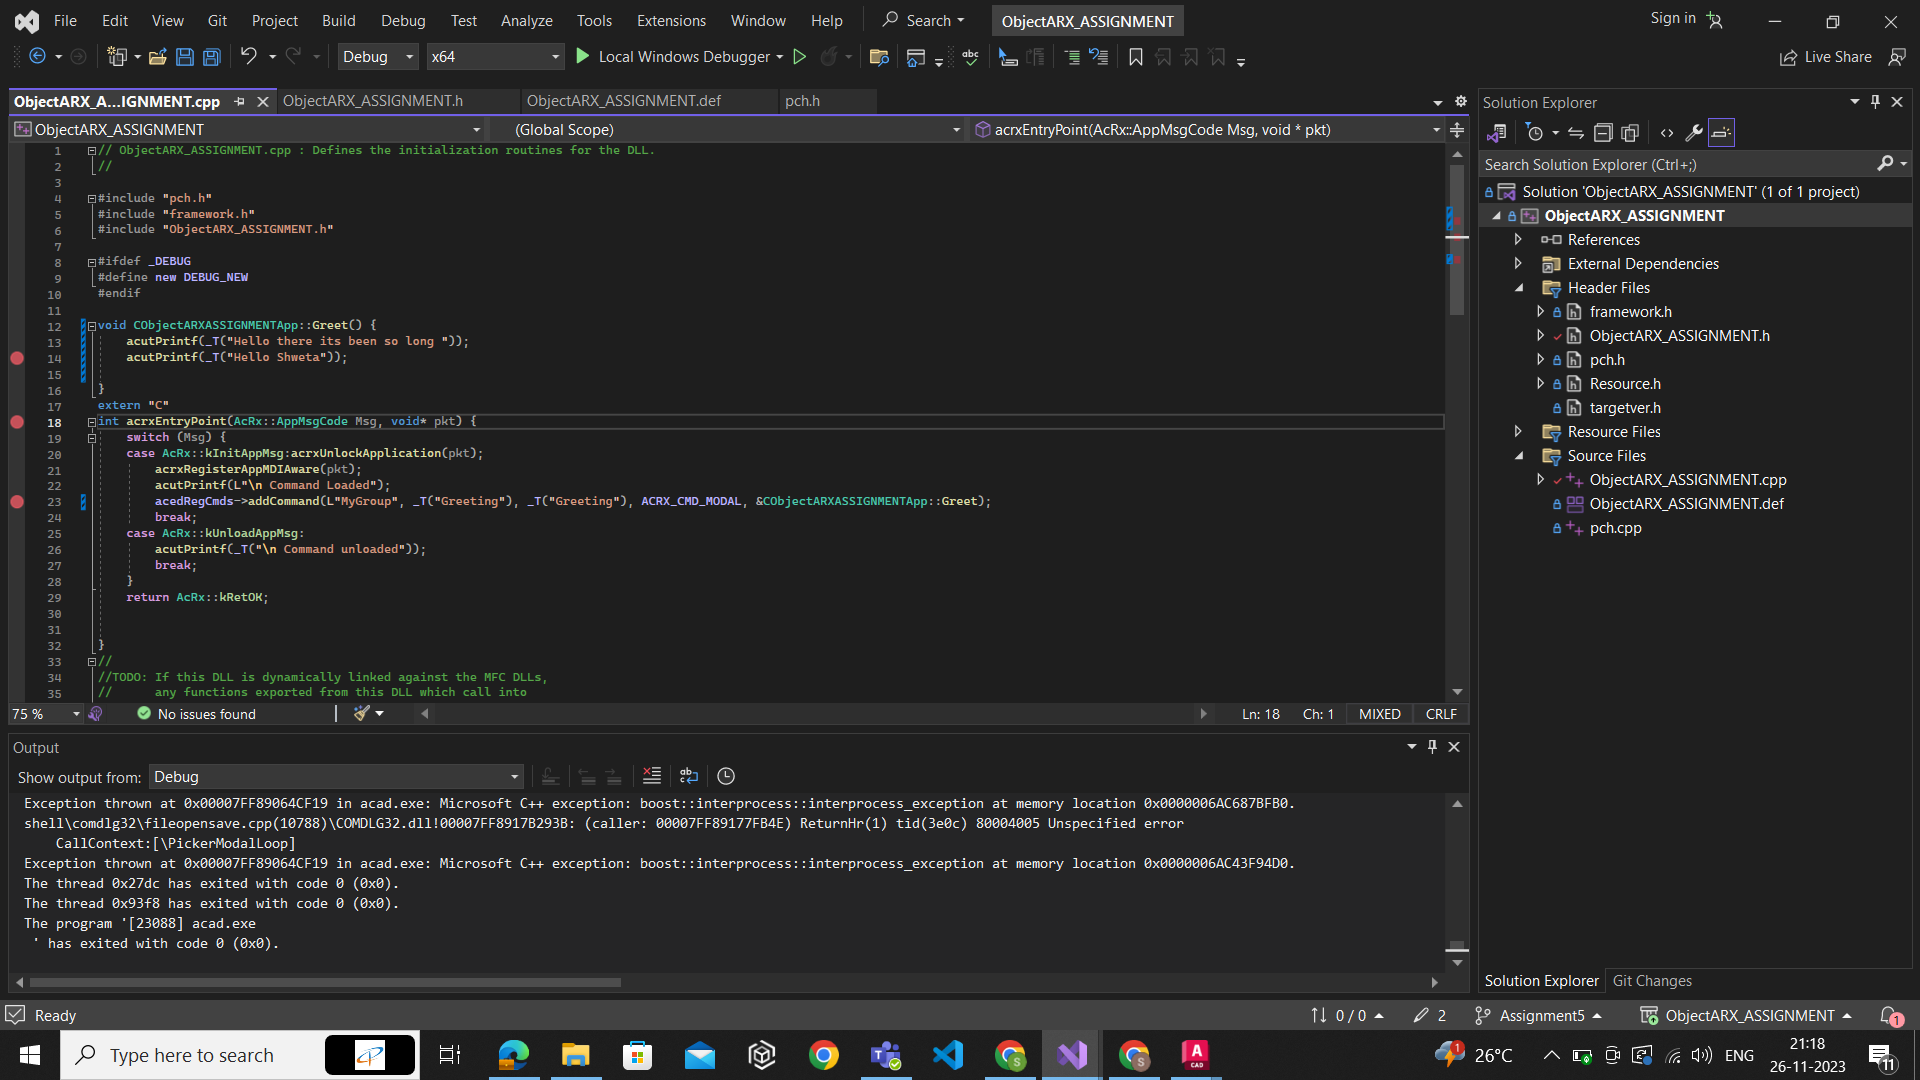 File Edit View Git Project Build Debug Test Analyze Tools Extensions Window Help Search ObjectARX_ASSIGNMENT Sign in
Debug x64 Local Windows Debugger abc Live Share
ObjectARX_A...IGNMENT.cpp ObjectARX_ASSIGNMENT.h ObjectARX_ASSIGNMENT.def pch.h
ObjectARX_ASSIGNMENT (Global Scope) acrxEntryPoint(AcRx::AppMsgCode Msg, void * pkt)
1 // ObjectARX_ASSIGNMENT.cpp : Defines the initialization routines for the DLL.
2 //
3
4 #include "pch.h"
5 #include "framework.h"
6 #include "ObjectARX_ASSIGNMENT.h"
7
8 #ifdef _DEBUG
9 #define new DEBUG_NEW
10 #endif
11
12 void CObjectARXASSIGNMENTApp::Greet() {
13 acutPrintf(_T("Hello there its been so long "));
14 acutPrintf(_T("Hello Shweta"));
15
16 }
17 extern "C"
18 int acrxEntryPoint(AcRx::AppMsgCode Msg, void* pkt) {
19 switch (Msg) {
20 case AcRx::kInitAppMsg:acrxUnlockApplication(pkt);
21 acrxRegisterAppMDIAware(pkt);
22 acutPrintf(L"\n Command Loaded");
23 acedRegCmds->addCommand(L"MyGroup", _T("Greeting"), _T("Greeting"), ACRX_CMD_MODAL, &CObjectARXASSIGNMENTApp::Greet);
24 break;
25 case AcRx::kUnloadAppMsg:
26 acutPrintf(_T("\n Command unloaded"));
27 break;
28 }
29 return AcRx::kRetOK;
30
31
32 }
33 //
34 //TODO: If this DLL is dynamically linked against the MFC DLLs,
35 // any functions exported from this DLL which call into
75 % No issues found Ln: 18 Ch: 1 MIXED CRLF
Output
Show output from: Debug
Exception thrown at 0x00007FF89064CF19 in acad.exe: Microsoft C++ exception: boost::interprocess::interprocess_exception at memory location 0x0000006AC687BFB0.
shell\comdlg32\fileopensave.cpp(10788)\COMDLG32.dll!00007FF8917B293B: (caller: 00007FF89177FB4E) ReturnHr(1) tid(3e0c) 80004005 Unspecified error
CallContext:[\PickerModalLoop]
Exception thrown at 0x00007FF89064CF19 in acad.exe: Microsoft C++ exception: boost::interprocess::interprocess_exception at memory location 0x0000006AC43F94D0.
The thread 0x27dc has exited with code 0 (0x0).
The thread 0x93f8 has exited with code 0 (0x0).
The program '[23088] acad.exe
' has exited with code 0 (0x0).
Solution Explorer
Search Solution Explorer (Ctrl+;)
Solution 'ObjectARX_ASSIGNMENT' (1 of 1 project)
ObjectARX_ASSIGNMENT
References
External Dependencies
Header Files
framework.h
ObjectARX_ASSIGNMENT.h
pch.h
Resource.h
targetver.h
Resource Files
Source Files
ObjectARX_ASSIGNMENT.cpp
ObjectARX_ASSIGNMENT.def
pch.cpp
Solution Explorer Git Changes
Ready 0 / 0 2 Assignment5 ObjectARX_ASSIGNMENT 1
Type here to search A CAD 1 26°C ENG 21:18 11
26-11-2023